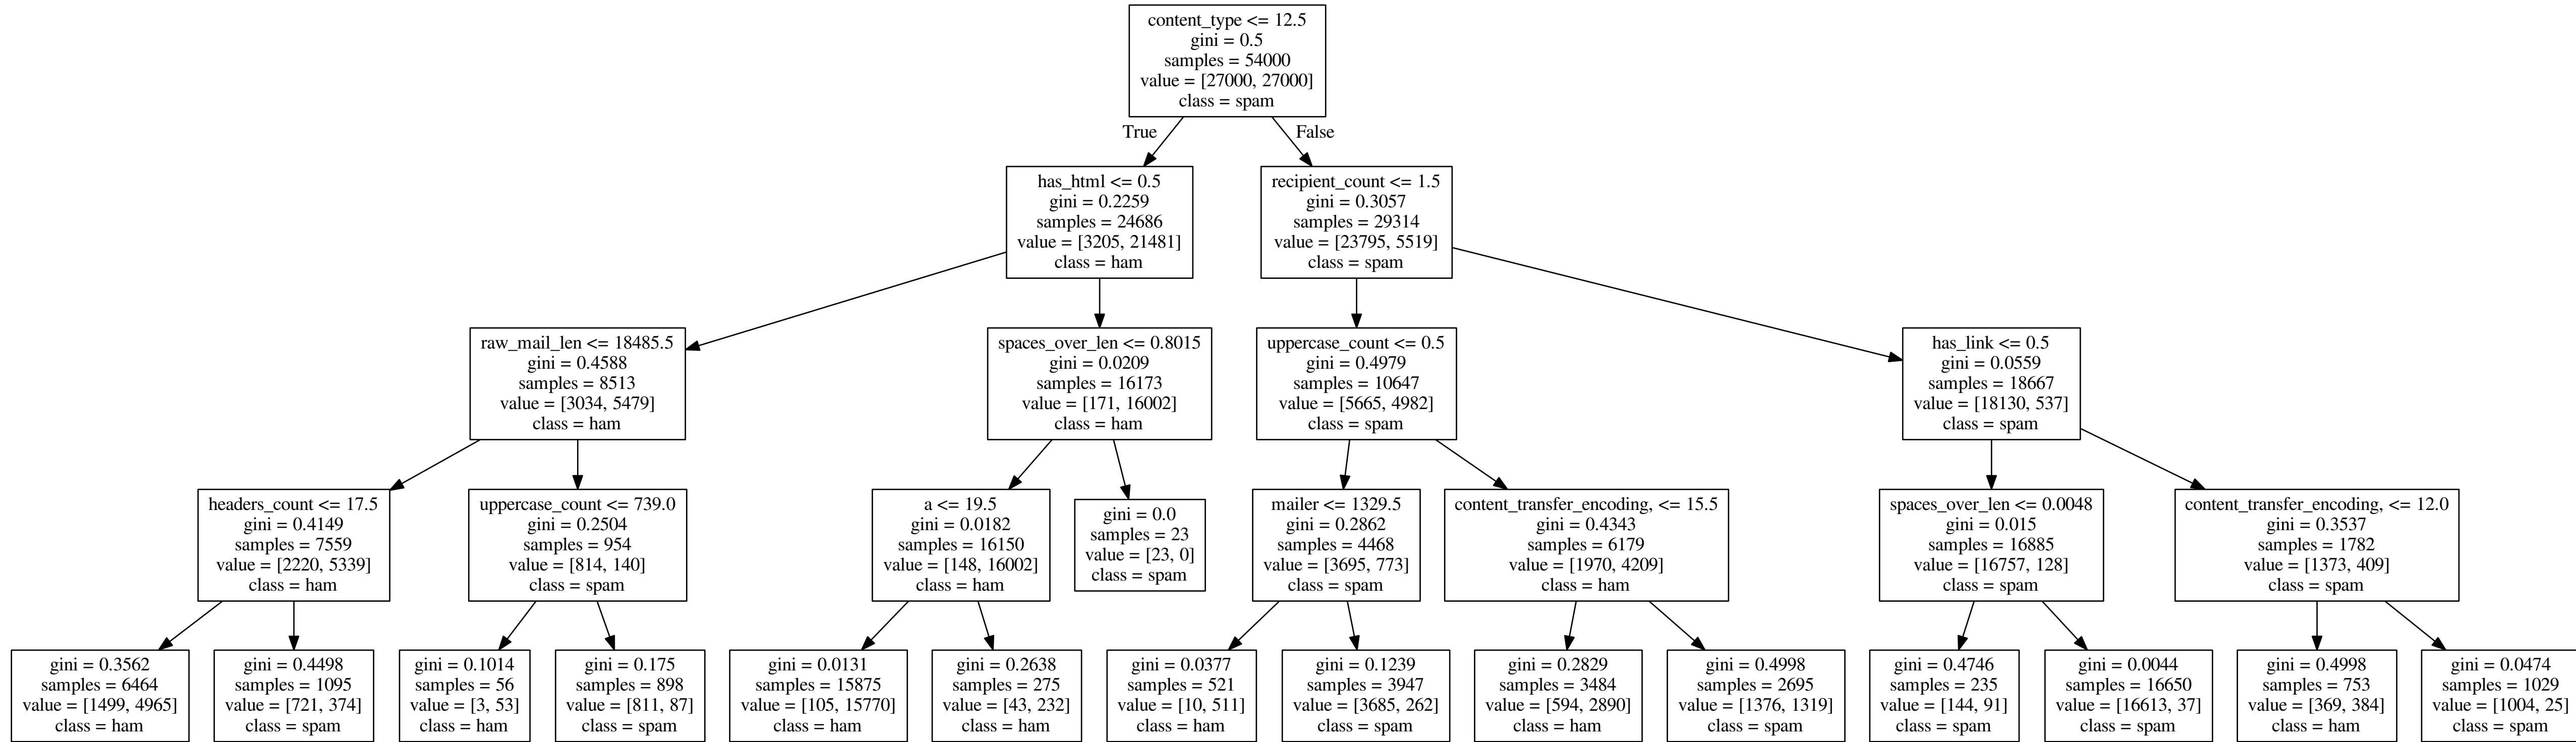 content_type <= 12.5
gini = 0.5
samples = 54000
value = [27000, 27000]
class = spam
True
False
has_html <= 0.5
gini = 0.2259
samples = 24686
value = [3205, 21481]
class = ham
recipient_count <= 1.5
gini = 0.3057
samples = 29314
value = [23795, 5519]
class = spam
raw_mail_len <= 18485.5
gini = 0.4588
samples = 8513
value = [3034, 5479]
class = ham
spaces_over_len <= 0.8015
gini = 0.0209
samples = 16173
value = [171, 16002]
class = ham
uppercase_count <= 0.5
gini = 0.4979
samples = 10647
value = [5665, 4982]
class = spam
has_link <= 0.5
gini = 0.0559
samples = 18667
value = [18130, 537]
class = spam
headers_count <= 17.5
gini = 0.4149
samples = 7559
value = [2220, 5339]
class = ham
uppercase_count <= 739.0
gini = 0.2504
samples = 954
value = [814, 140]
class = spam
a <= 19.5
gini = 0.0182
samples = 16150
value = [148, 16002]
class = ham
gini = 0.0
samples = 23
value = [23, 0]
class = spam
mailer <= 1329.5
gini = 0.2862
samples = 4468
value = [3695, 773]
class = spam
content_transfer_encoding, <= 15.5
gini = 0.4343
samples = 6179
value = [1970, 4209]
class = ham
spaces_over_len <= 0.0048
gini = 0.015
samples = 16885
value = [16757, 128]
class = spam
content_transfer_encoding, <= 12.0
gini = 0.3537
samples = 1782
value = [1373, 409]
class = spam
gini = 0.3562
samples = 6464
value = [1499, 4965]
class = ham
gini = 0.4498
samples = 1095
value = [721, 374]
class = spam
gini = 0.1014
samples = 56
value = [3, 53]
class = ham
gini = 0.175
samples = 898
value = [811, 87]
class = spam
gini = 0.0131
samples = 15875
value = [105, 15770]
class = ham
gini = 0.2638
samples = 275
value = [43, 232]
class = ham
gini = 0.0377
samples = 521
value = [10, 511]
class = ham
gini = 0.1239
samples = 3947
value = [3685, 262]
class = spam
gini = 0.2829
samples = 3484
value = [594, 2890]
class = ham
gini = 0.4998
samples = 2695
value = [1376, 1319]
class = spam
gini = 0.4746
samples = 235
value = [144, 91]
class = spam
gini = 0.0044
samples = 16650
value = [16613, 37]
class = spam
gini = 0.4998
samples = 753
value = [369, 384]
class = ham
gini = 0.0474
samples = 1029
value = [1004, 25]
class = spam